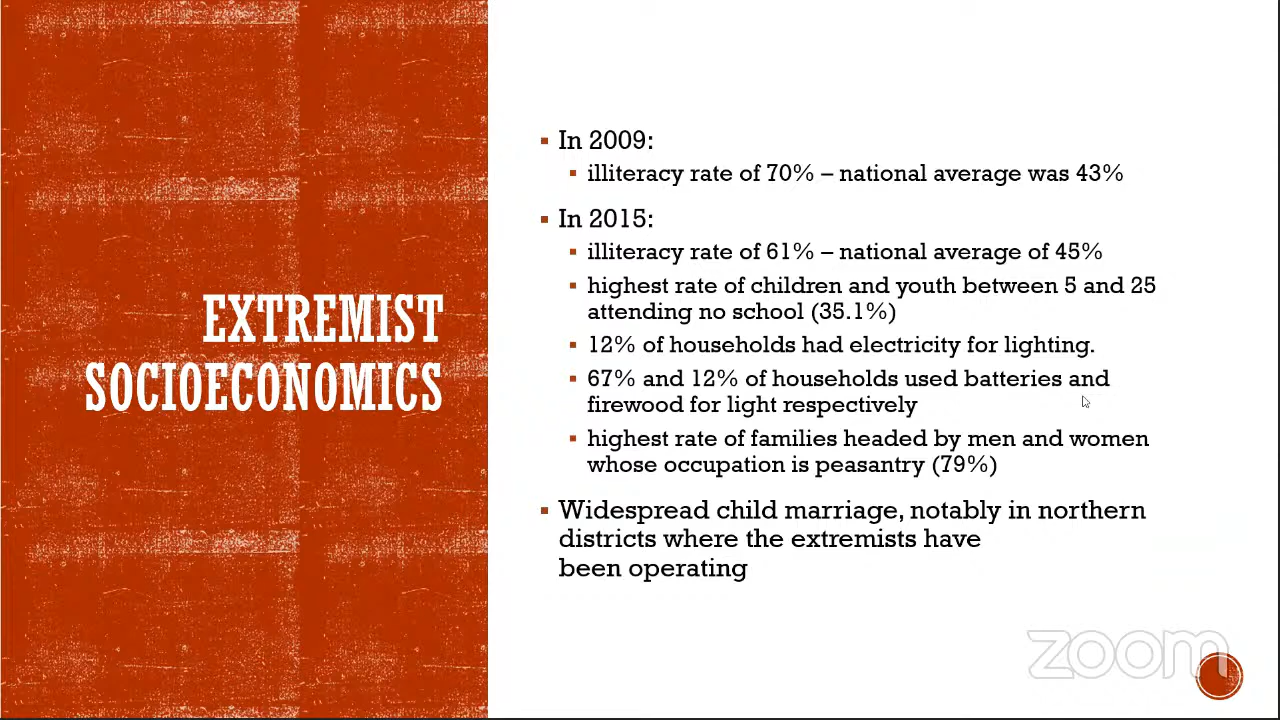 EXTREMIST
SOCIOECONOMICS
In 2009:
illiteracy rate of 70% – national average was 43%
In 2015:
illiteracy rate of 61% – national average of 45%
highest rate of children and youth between 5 and 25
attending no school (35.1%)
12% of households had electricity for lighting.
67% and 12% of households used batteries and
firewood for light respectively
highest rate of families headed by men and women
whose occupation is peasantry (79%)
Widespread child marriage, notably in northern
districts where the extremists have
been operating
zoom